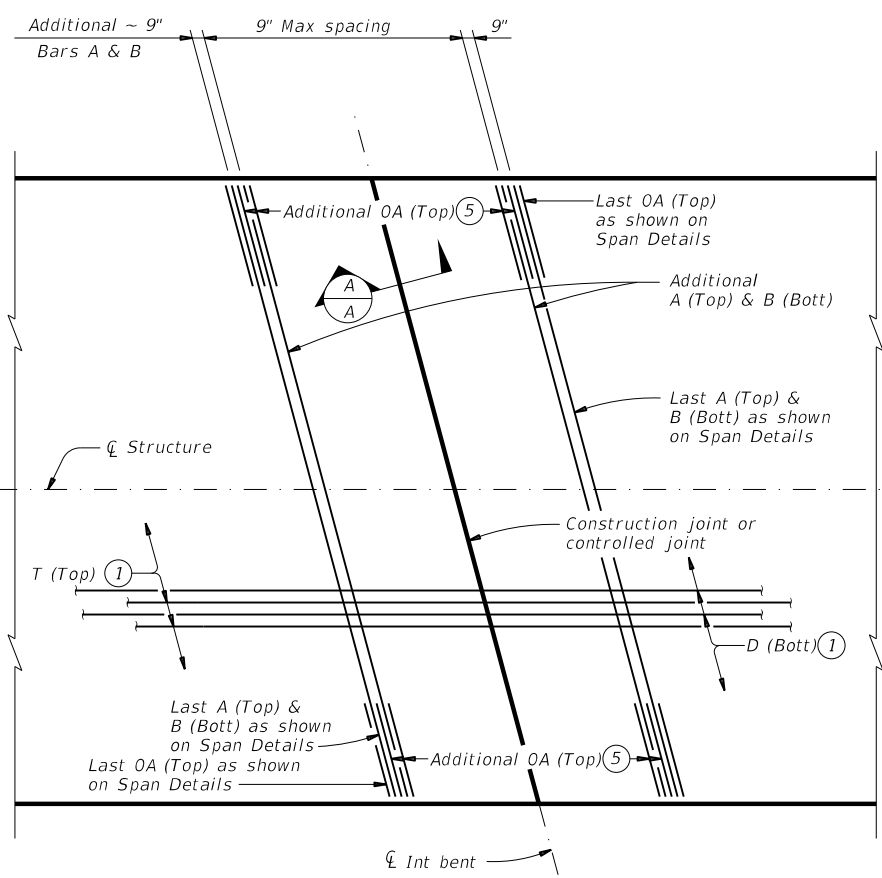 Additional ~ 9"
Bars A & B
9" Max spacing
9"
Additional OA (Top) 5
Last OA (Top)
as shown on
Span Details
A
A
Additional
A (Top) & B (Bott)
Last A (Top) &
B (Bott) as shown
on Span Details
℄ Structure
Construction joint or
controlled joint
T (Top) 1
D (Bott) 1
Last A (Top) &
B (Bott) as shown
on Span Details
Last OA (Top) as shown
on Span Details
Additional OA (Top) 5
℄ Int bent